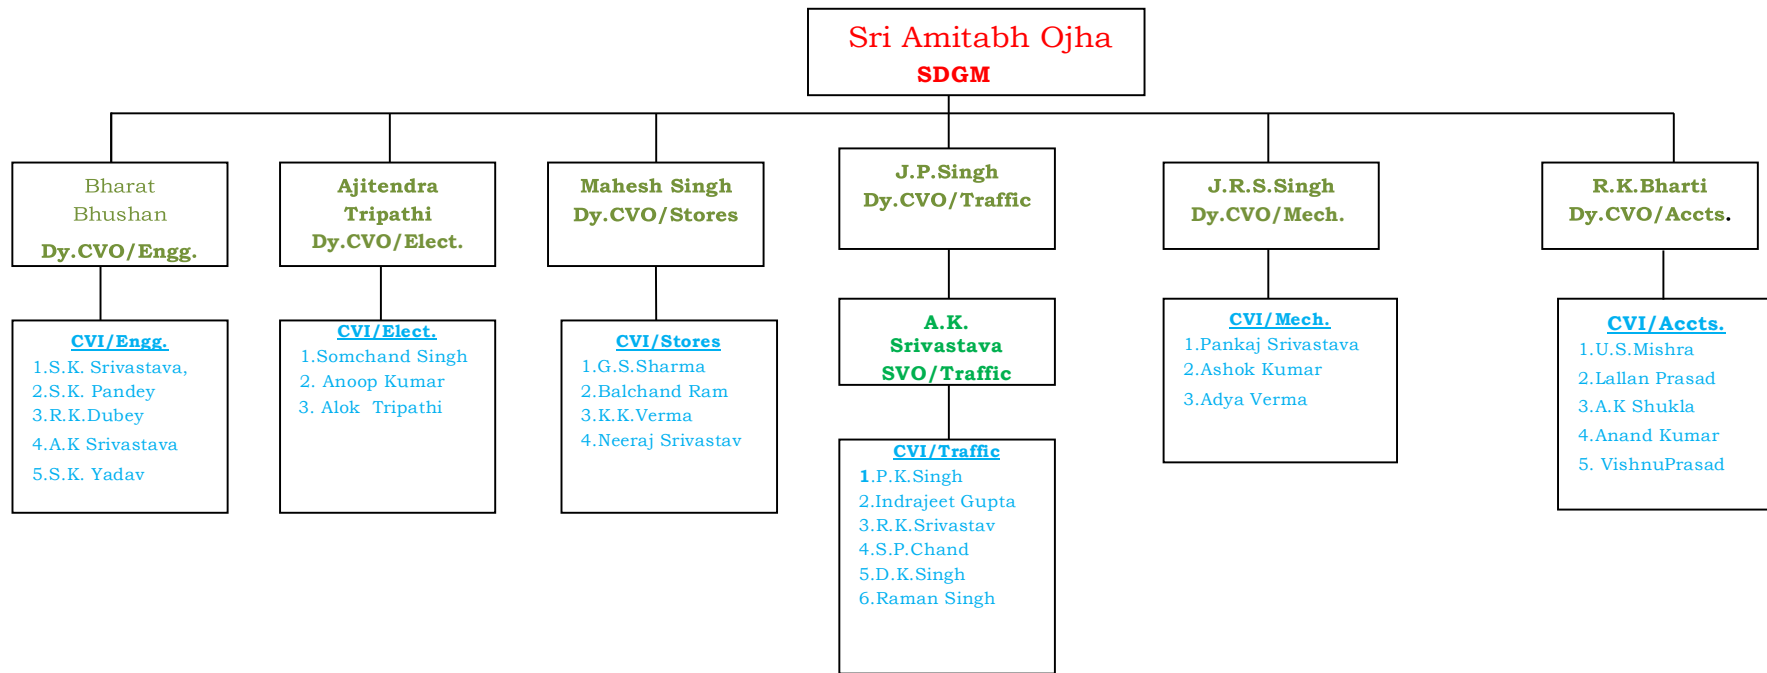 Sri Amitabh Ojha
SDGM
Bharat
Bhushan
Dy.CVO/Engg.
Ajitendra
Tripathi
Dy.CVO/Elect.
Mahesh Singh
Dy.CVO/Stores
J.P.Singh
Dy.CVO/Traffic
J.R.S.Singh
Dy.CVO/Mech.
R.K.Bharti
Dy.CVO/Accts.
CVI/Engg.
1.S.K. Srivastava,
2.S.K. Pandey
3.R.K.Dubey
4.A.K Srivastava
5.S.K. Yadav
CVI/Elect.
1.Somchand Singh
2. Anoop Kumar
3. Alok  Tripathi
CVI/Stores
1.G.S.Sharma
2.Balchand Ram
3.K.K.Verma
4.Neeraj Srivastav
A.K.
Srivastava
SVO/Traffic
CVI/Traffic
1.P.K.Singh
2.Indrajeet Gupta
3.R.K.Srivastav
4.S.P.Chand
5.D.K.Singh
6.Raman Singh
CVI/Mech.
1.Pankaj Srivastava
2.Ashok Kumar
3.Adya Verma
CVI/Accts.
1.U.S.Mishra
2.Lallan Prasad
3.A.K Shukla
4.Anand Kumar
5. VishnuPrasad